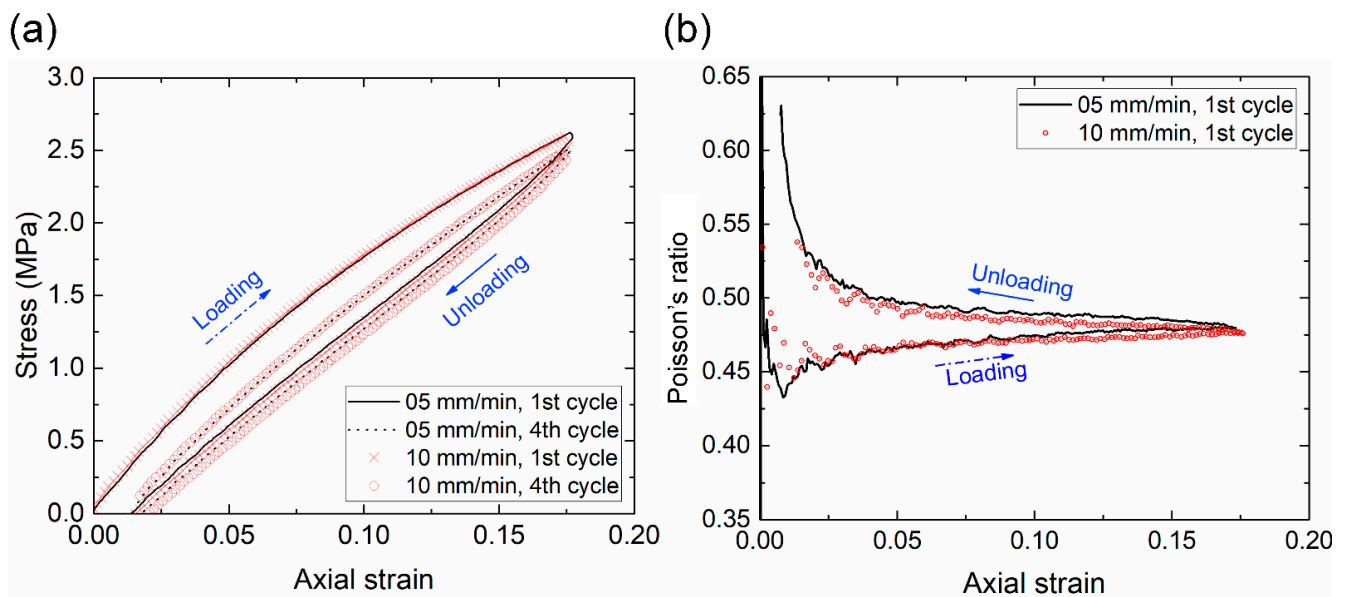 (a)
(b)
3.0
2.5
2.0
1.5
1.0
0.5
0.0
Stress (MPa)
0.00
0.05
0.10
0.15
0.20
Axial strain
Loading
Unloading
05 mm/min, 1st cycle
05 mm/min, 4th cycle
10 mm/min, 1st cycle
10 mm/min, 4th cycle
0.65
0.60
0.55
0.50
0.45
0.40
0.35
Poisson's ratio
0.00
0.05
0.10
0.15
0.20
Axial strain
05 mm/min, 1st cycle
10 mm/min, 1st cycle
Unloading
Loading